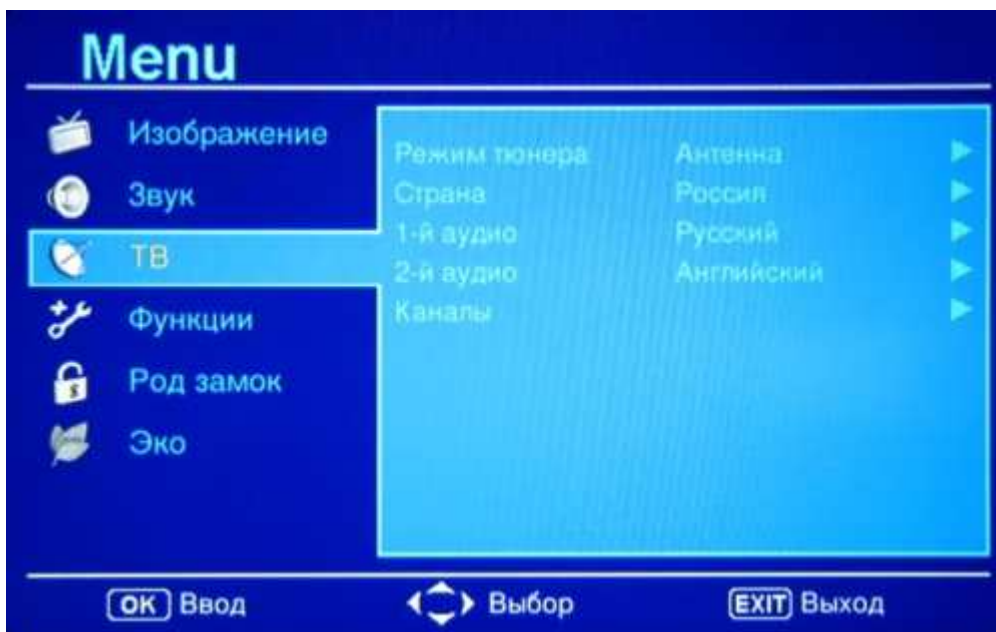 Menu
Изображение
Звук
ТВ
Функции
Род замок
Эко
Режим тюнера Антенна
Страна Россия
1-й аудио Русский
2-й аудио Английский
Каналы
OK Ввод Выбор EXIT Выход